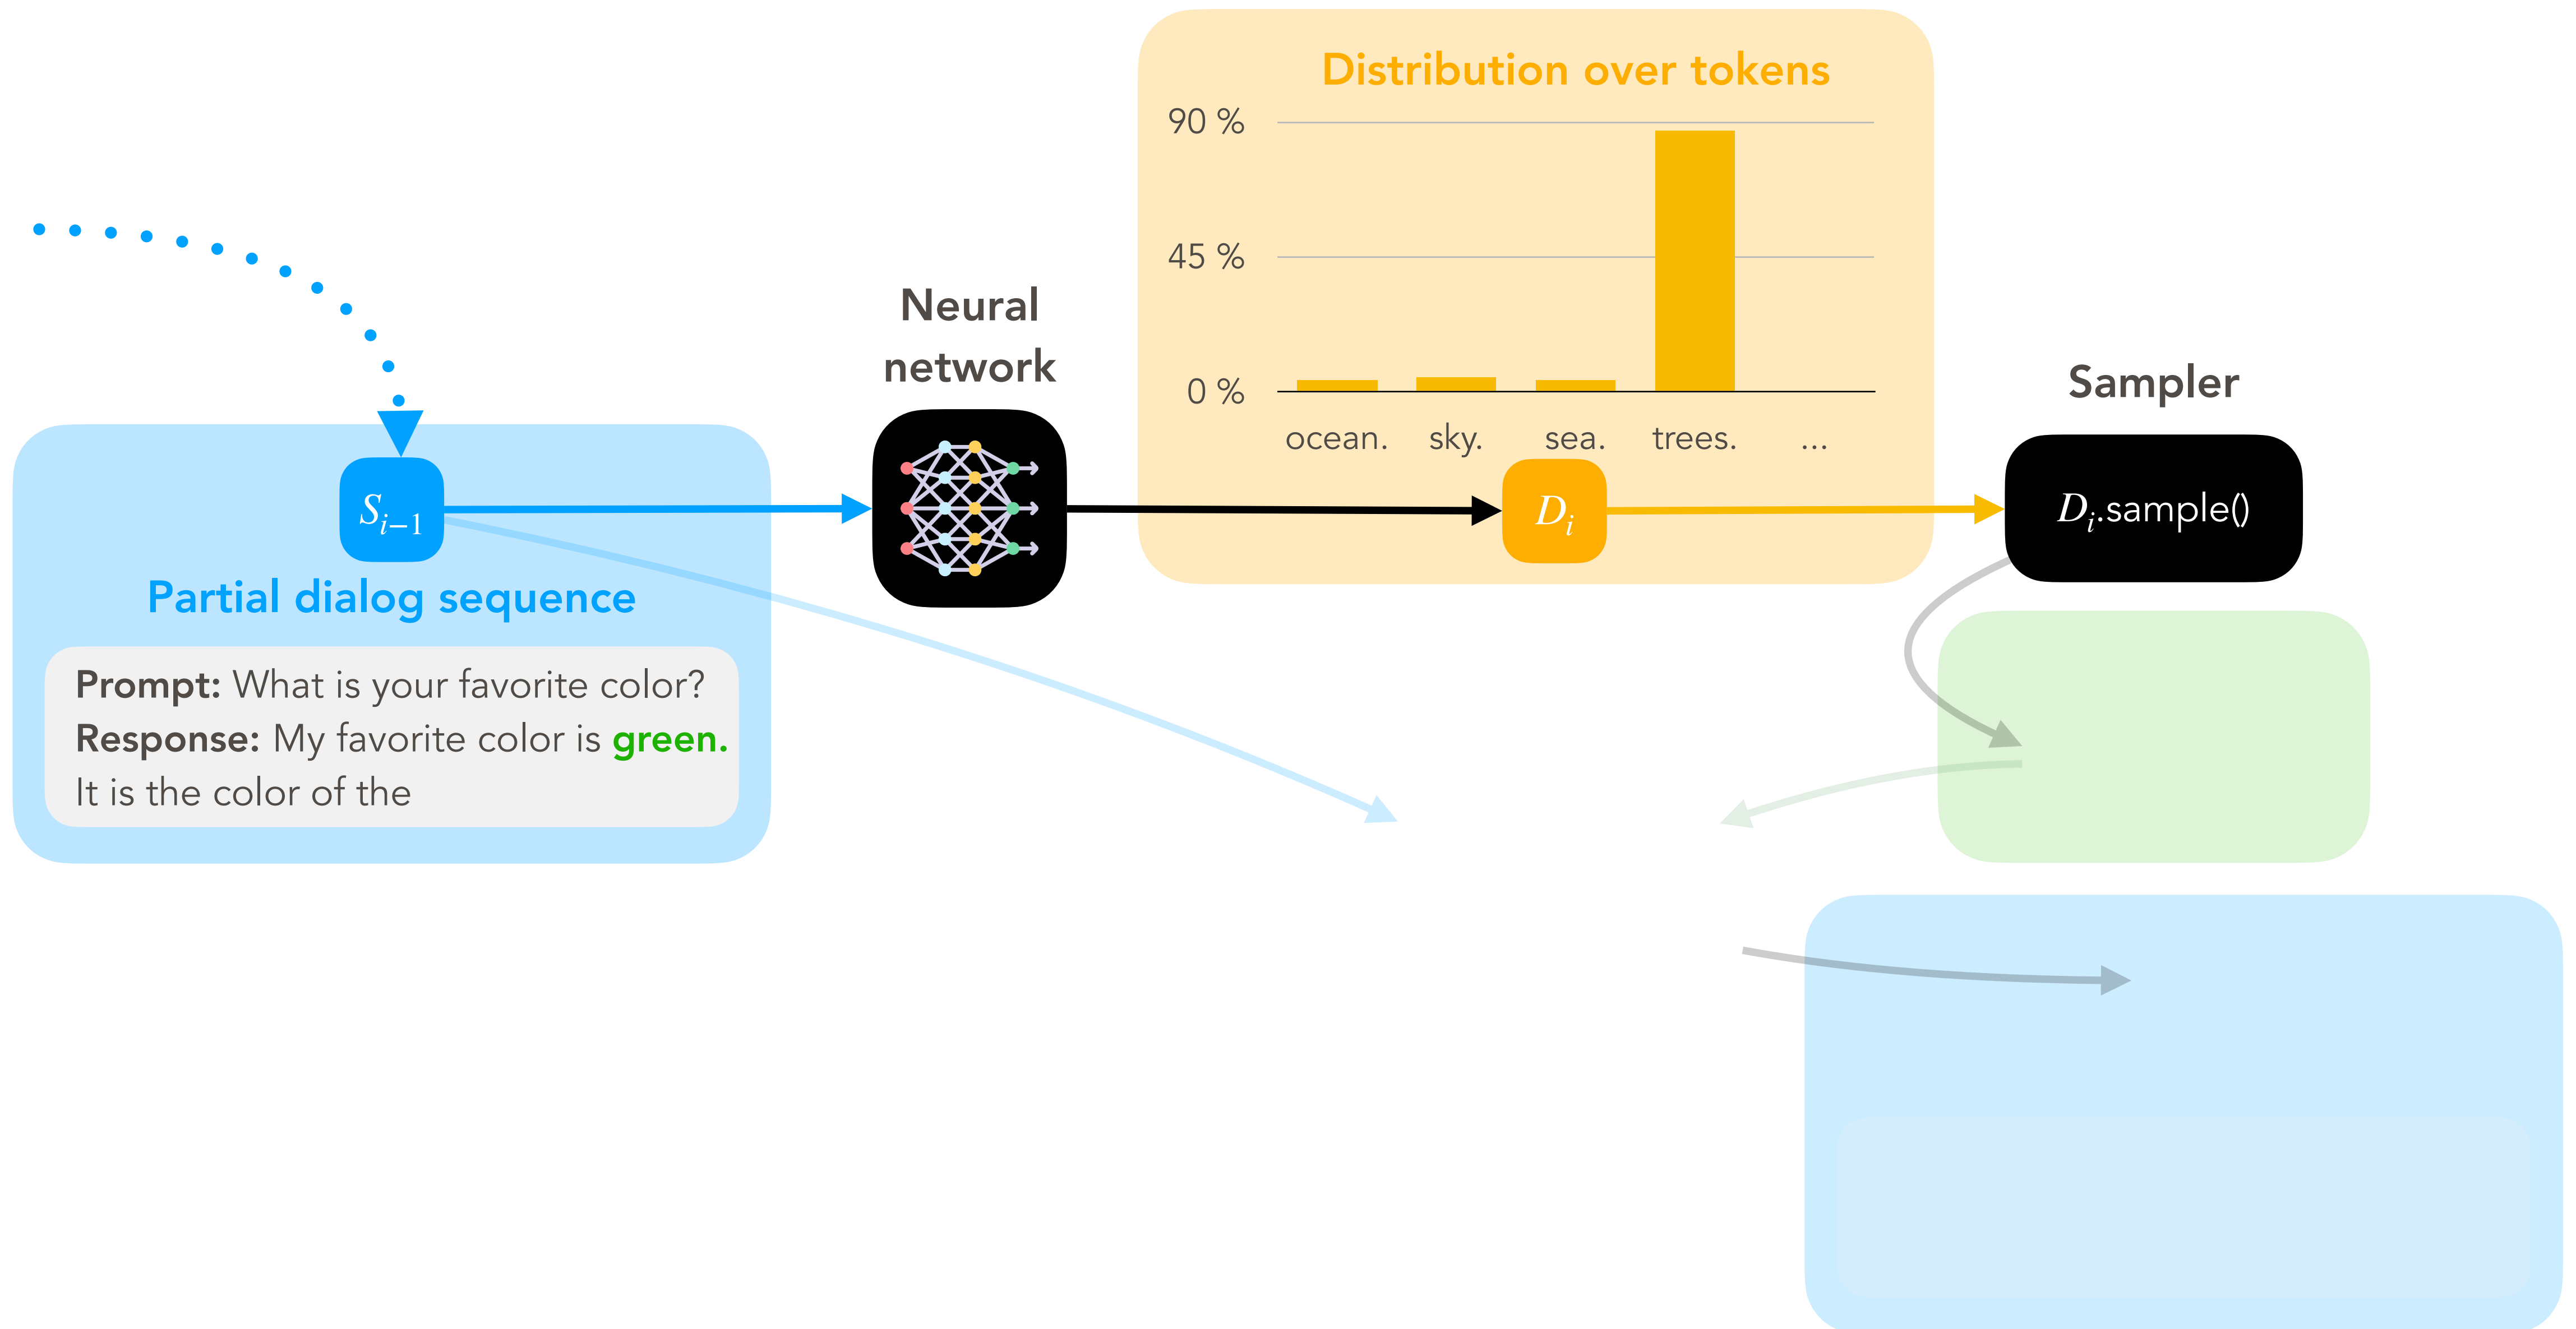 Distribution over tokens
90 %
45 %
0 %
ocean. sky. sea. trees. ...
Neural
network
Sampler
S_{i−1}
D_i
D_i.sample()
Partial dialog sequence
Prompt: What is your favorite color?
Response: My favorite color is green.
It is the color of the